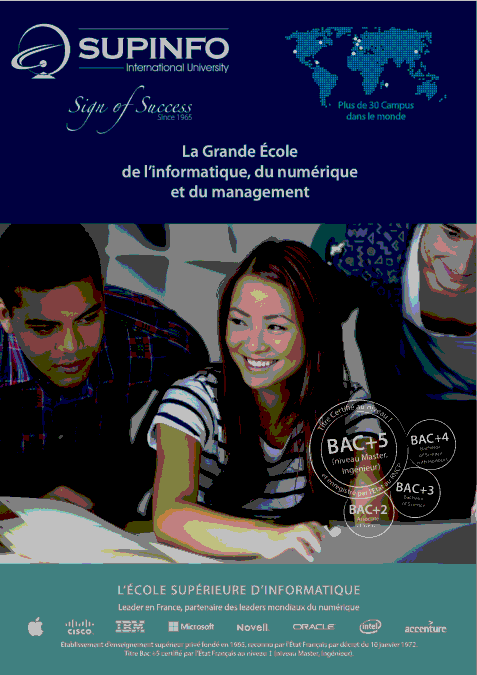 SUPINFO
International University
Sign of Success
Since 1965
Plus de 30 Campus
dans le monde
La Grande École
de l'informatique, du numérique
et du management
Titre Certifié au niveau I
BAC+5
(niveau Master,
Ingénieur)
et enregistré par l'Etat au RNCP
BAC+4
Bachelor
of Science
BAC+3
Bachelor
of Science
BAC+2
L'ÉCOLE SUPÉRIEURE D'INFORMATIQUE
Leader en France, partenaire des leaders mondiaux du numérique
CISCO
IBM
Microsoft
Novell
ORACLE
intel
accenture
Etablissement d'enseignement supérieur privé fondé en 1965, reconnu par l'État Français par décret du 10 janvier 1972.
Titre Bac +5 certifié par l'État Français au niveau I (niveau Master, Ingénieur).